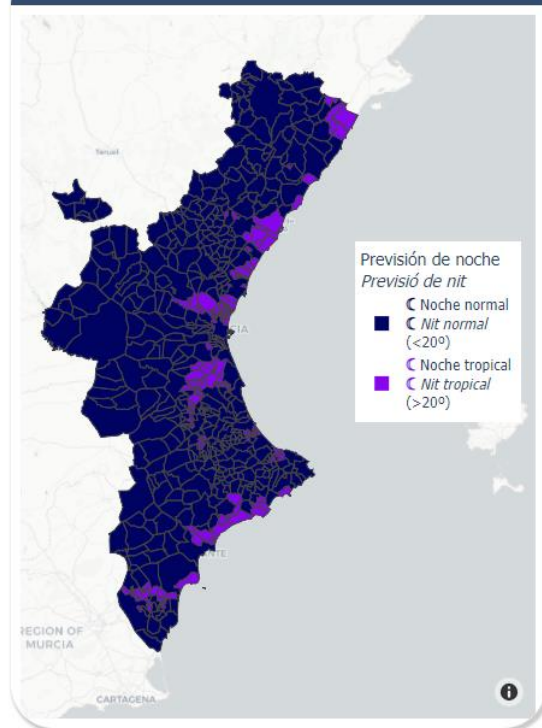 Teruel
Previsión de noche
Previsió de nit
Noche normal
Nit normal
(<20º)
Noche tropical
Nit tropical
(>20º)
REGION OF
MURCIA
CARTAGENA